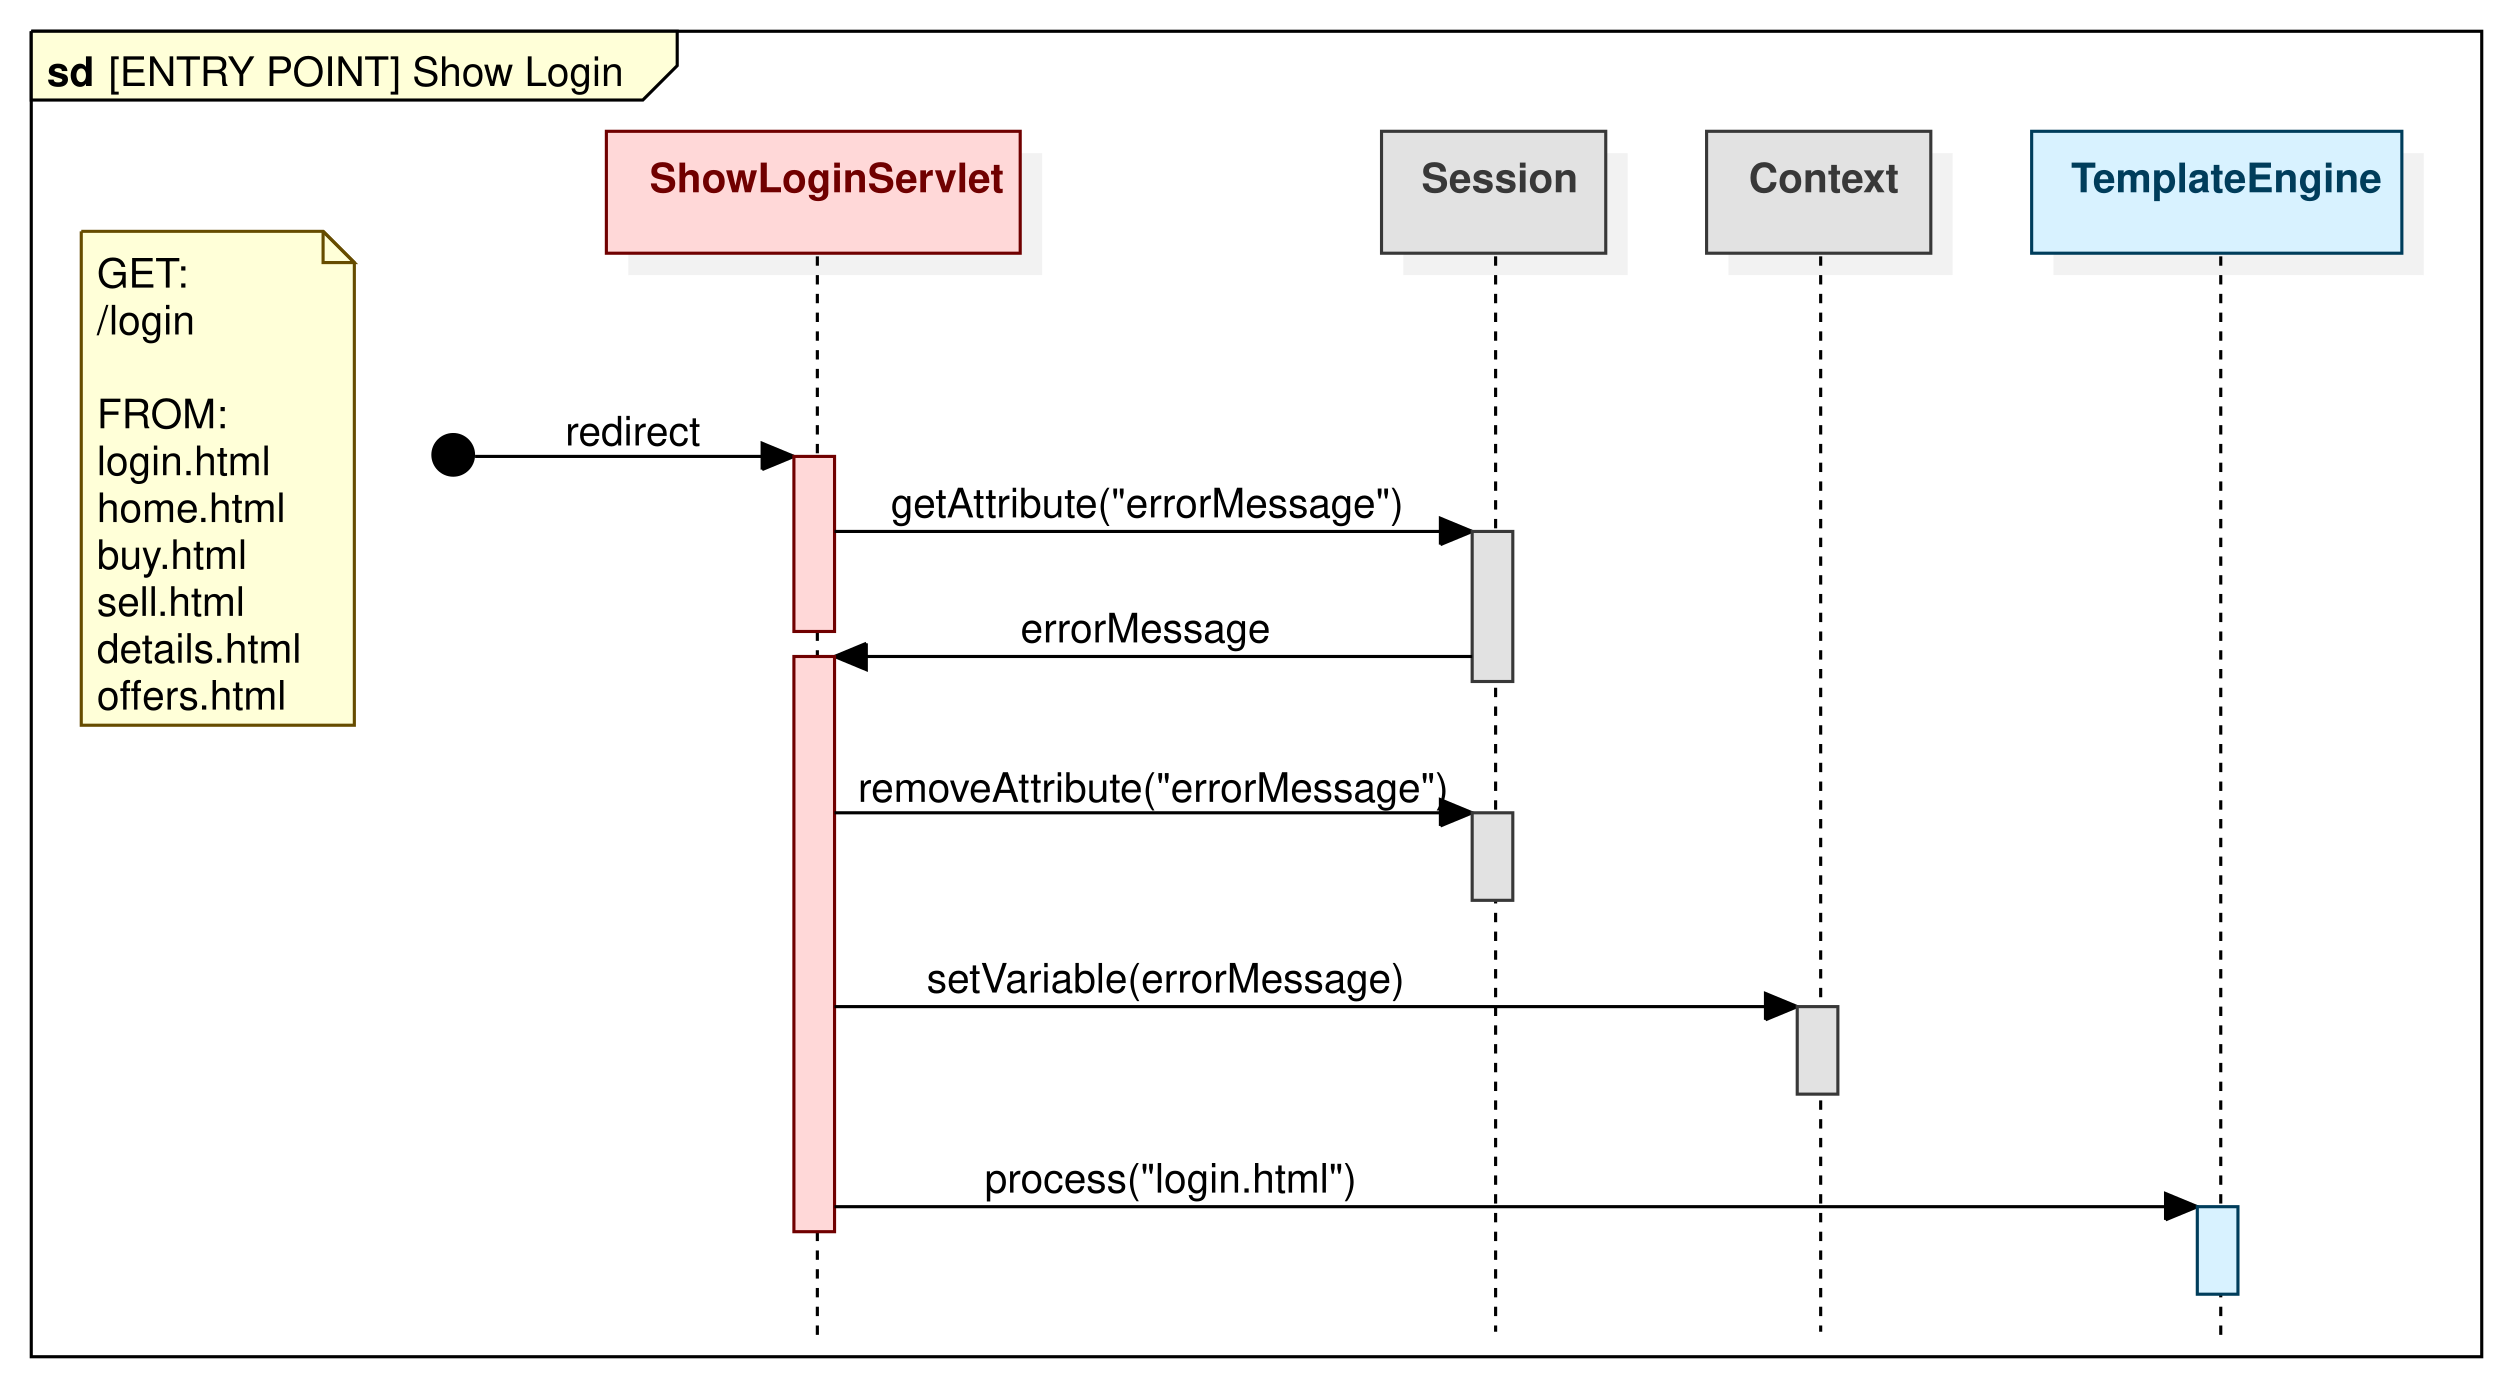 sd [ENTRY POINT] Show Login
ShowLoginServlet
Session
Context
TemplateEngine
GET:
/login
FROM:
login.html
home.html
buy.html
sell.html
details.html
offers.html
redirect
getAttribute("errorMessage")
errorMessage
removeAttribute("errorMessage")
setVariable(errorMessage)
process("login.html")